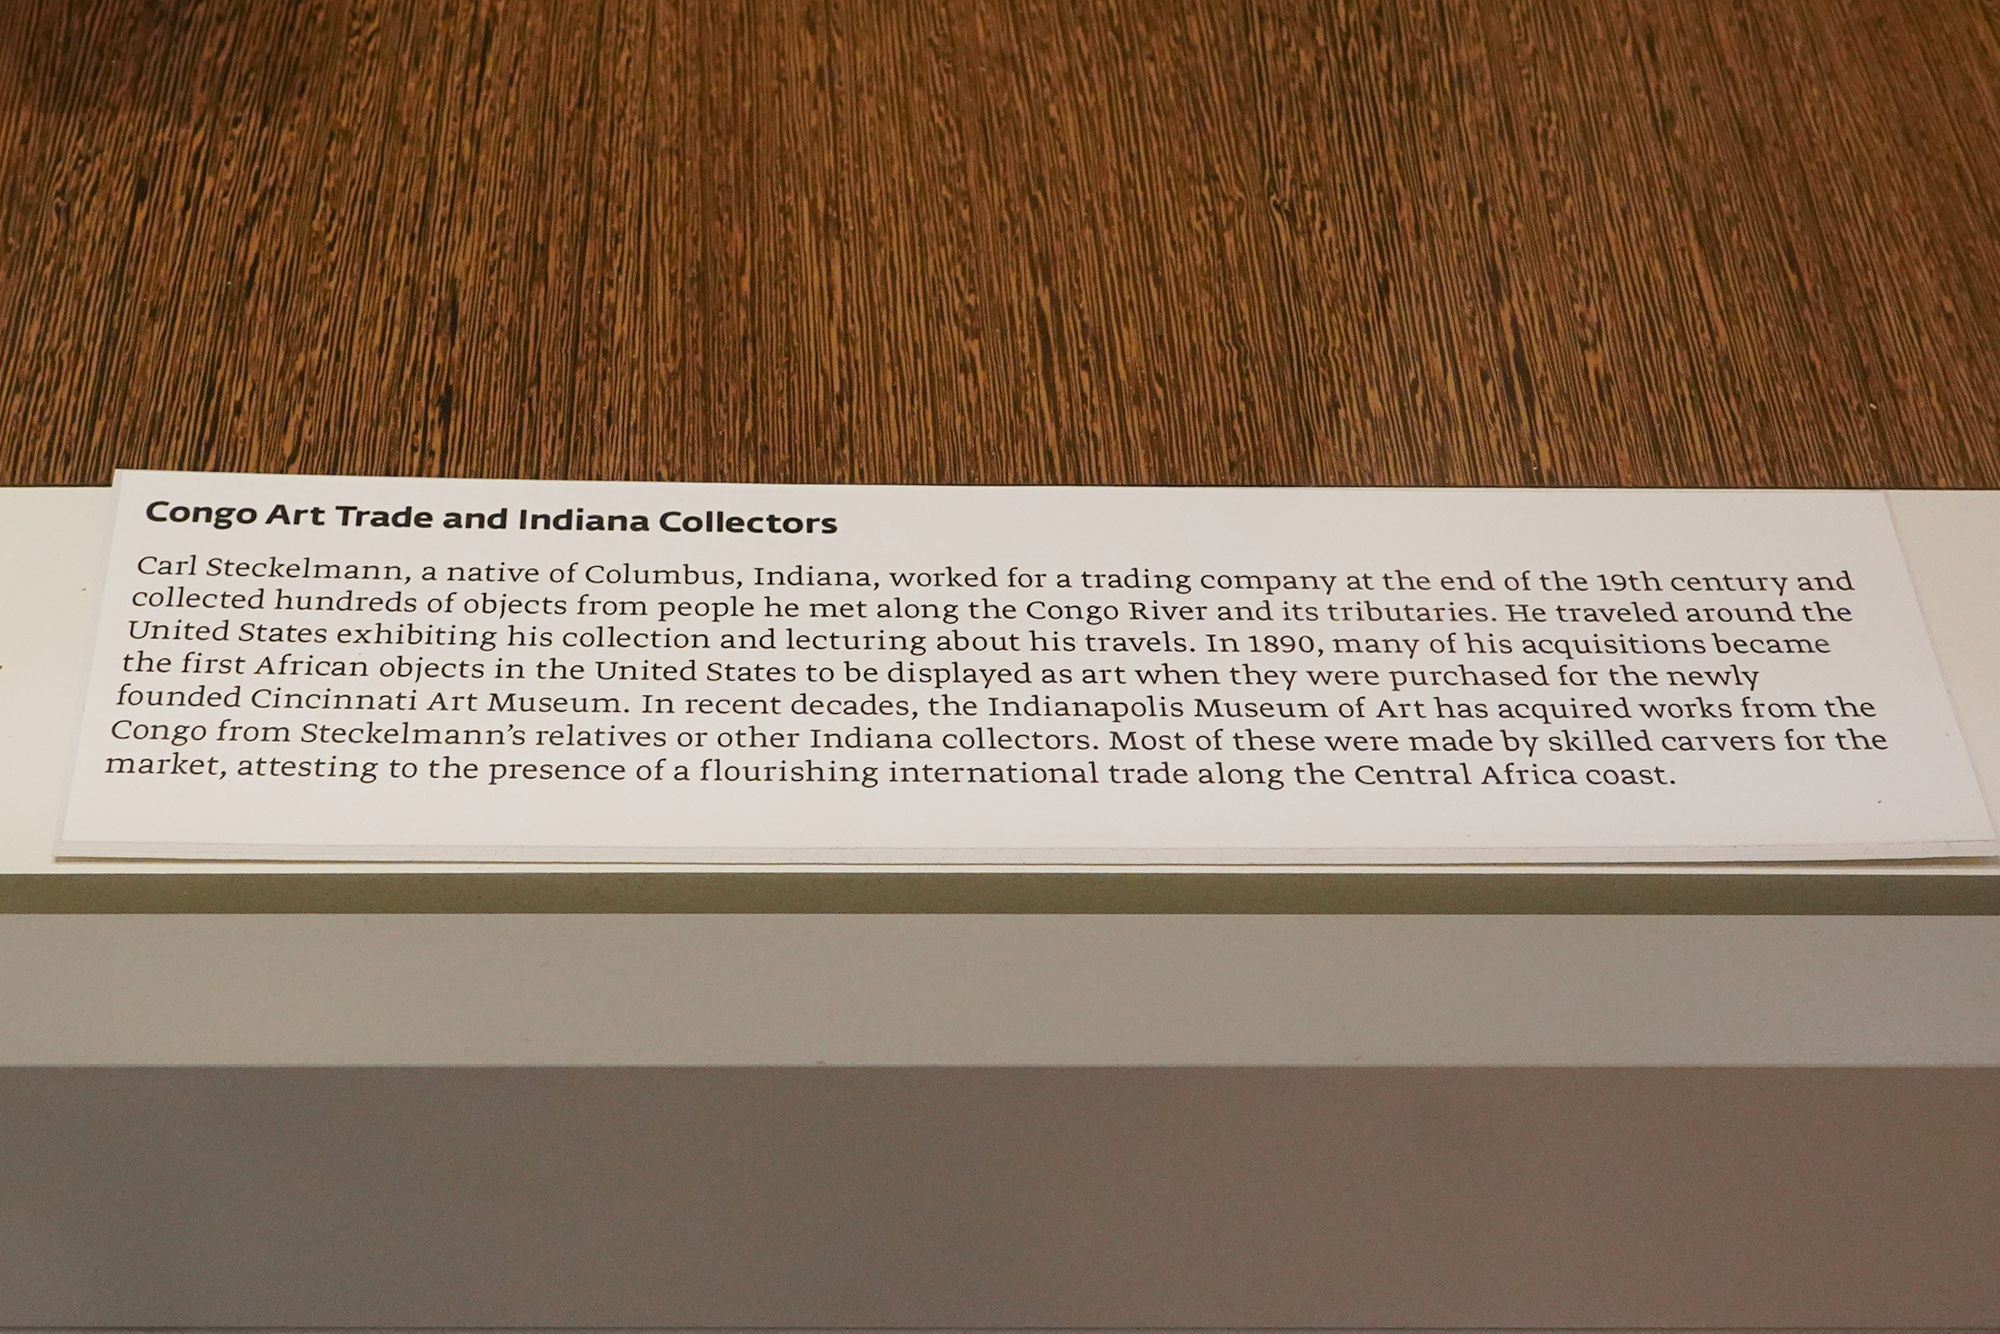 Congo Art Trade and Indiana Collectors
Carl Steckelmann, a native of Columbus, Indiana, worked for a trading company at the end of the 19th century and
collected hundreds of objects from people he met along the Congo River and its tributaries. He traveled around the
United States exhibiting his collection and lecturing about his travels. In 1890, many of his acquisitions became
the first African objects in the United States to be displayed as art when they were purchased for the newly
founded Cincinnati Art Museum. In recent decades, the Indianapolis Museum of Art has acquired works from the
Congo from Steckelmann’s relatives or other Indiana collectors. Most of these were made by skilled carvers for the
market, attesting to the presence of a flourishing international trade along the Central Africa coast.